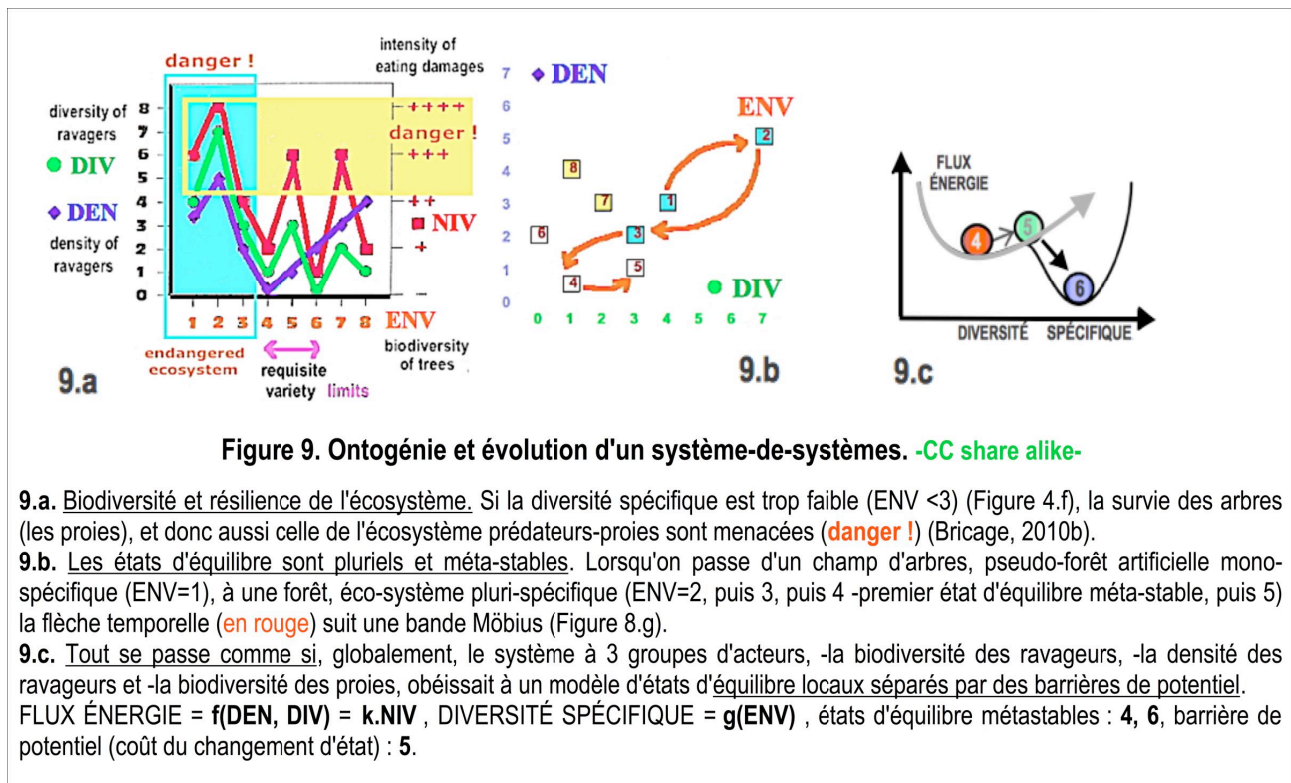 danger !
intensity of
eating damages
diversity of
ravagers
DIV
DEN
density of
ravagers
8
7
6
5
4
3
2
1
0
++++
danger !
+++
++
NIV
+
–
1 2 3 4 5 6 7 8 ENV
endangered
ecosystem
requisite
variety limits
biodiversity
of trees
9.a
7
6
5
4
3
2
1
0
DEN
ENV
2
8
7
1
6
3
5
4
DIV
0 1 2 3 4 5 6 7
9.b
FLUX
ÉNERGIE
4
5
6
DIVERSITÉ SPÉCIFIQUE
9.c
Figure 9. Ontogénie et évolution d'un système-de-systèmes. -CC share alike-
9.a. Biodiversité et résilience de l'écosystème. Si la diversité spécifique est trop faible (ENV <3) (Figure 4.f), la survie des arbres
(les proies), et donc aussi celle de l'écosystème prédateurs-proies sont menacées (danger !) (Bricage, 2010b).
9.b. Les états d'équilibre sont pluriels et méta-stables. Lorsqu'on passe d'un champ d'arbres, pseudo-forêt artificielle mono-
spécifique (ENV=1), à une forêt, éco-système pluri-spécifique (ENV=2, puis 3, puis 4 -premier état d'équilibre méta-stable, puis 5)
la flèche temporelle (en rouge) suit une bande Möbius (Figure 8.g).
9.c. Tout se passe comme si, globalement, le système à 3 groupes d'acteurs, -la biodiversité des ravageurs, -la densité des
ravageurs et -la biodiversité des proies, obéissait à un modèle d'états d'équilibre locaux séparés par des barrières de potentiel.
FLUX ÉNERGIE = f(DEN, DIV) = k.NIV , DIVERSITÉ SPÉCIFIQUE = g(ENV) , états d'équilibre métastables : 4, 6, barrière de
potentiel (coût du changement d'état) : 5.